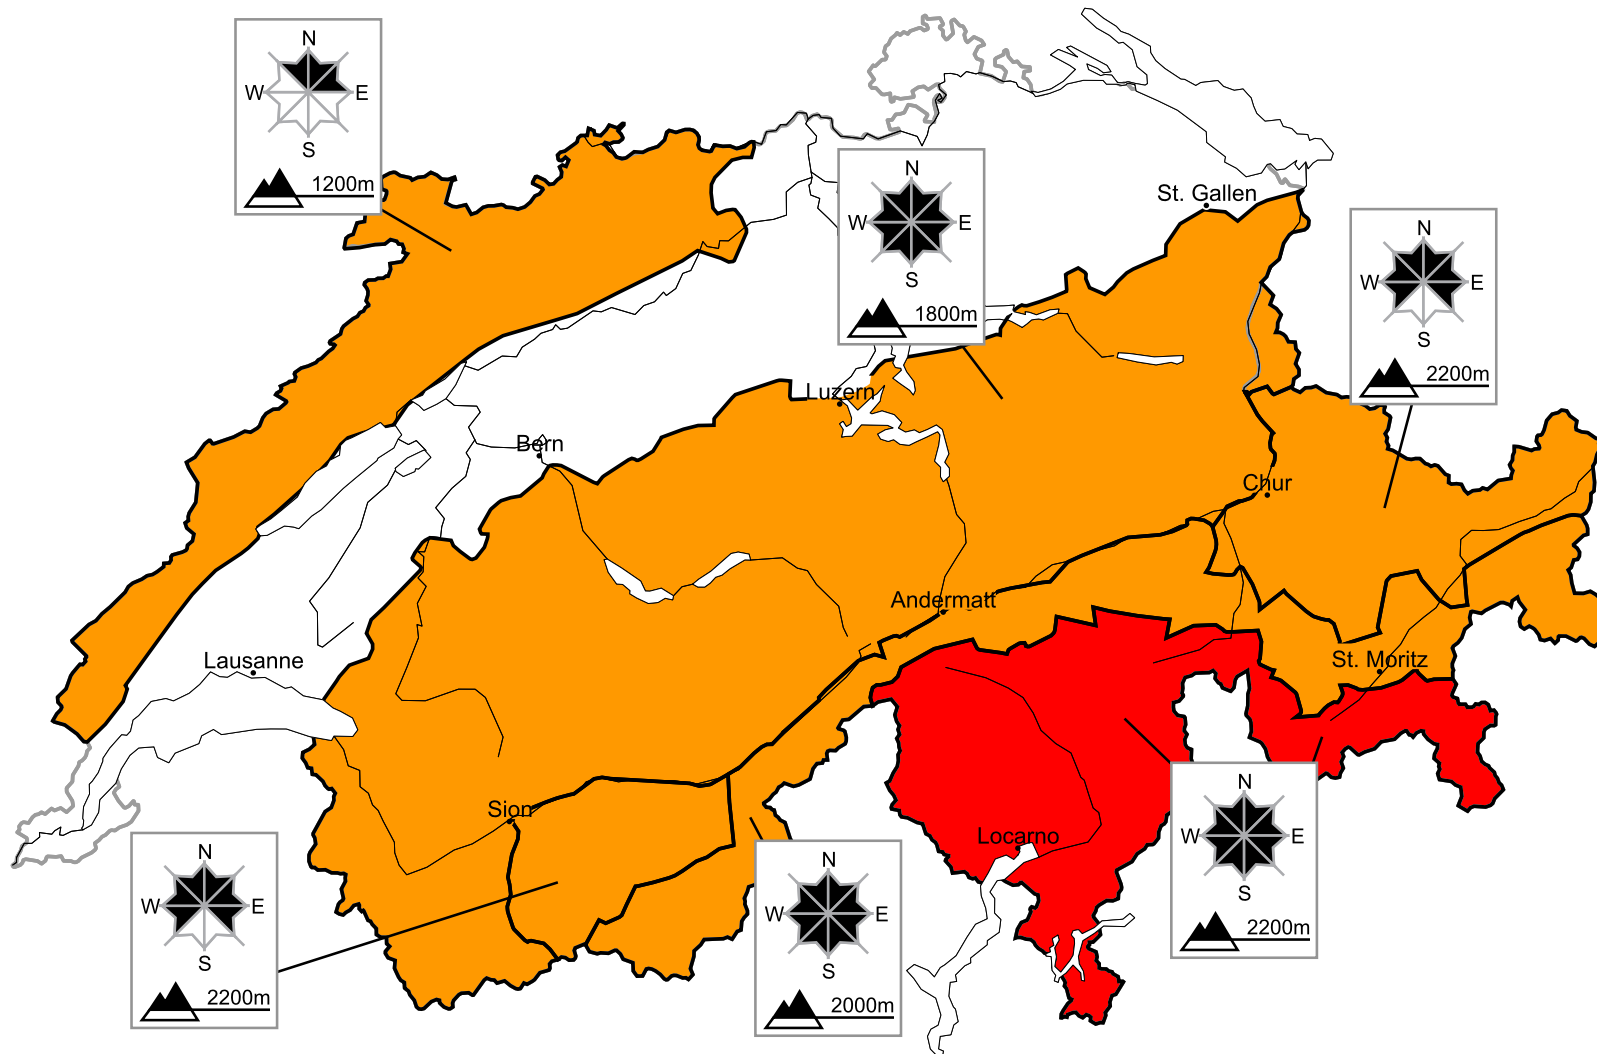 N
W E
S
1200m
N
W E
S
1800m
St. Gallen
N
W E
S
2200m
Luzern
Bern
Chur
Andermatt
Lausanne
St. Moritz
Sion
Locarno
N
W E
S
2200m
N
W E
S
2000m
N
W E
S
2200m